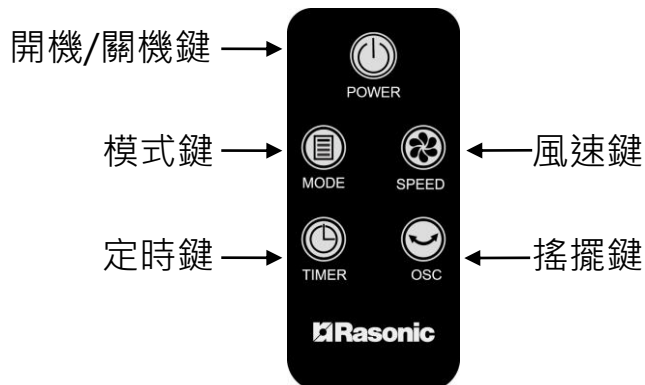 開機/關機鍵
POWER
模式鍵
MODE
SPEED
風速鍵
定時鍵
TIMER
OSC
搖擺鍵
Rasonic